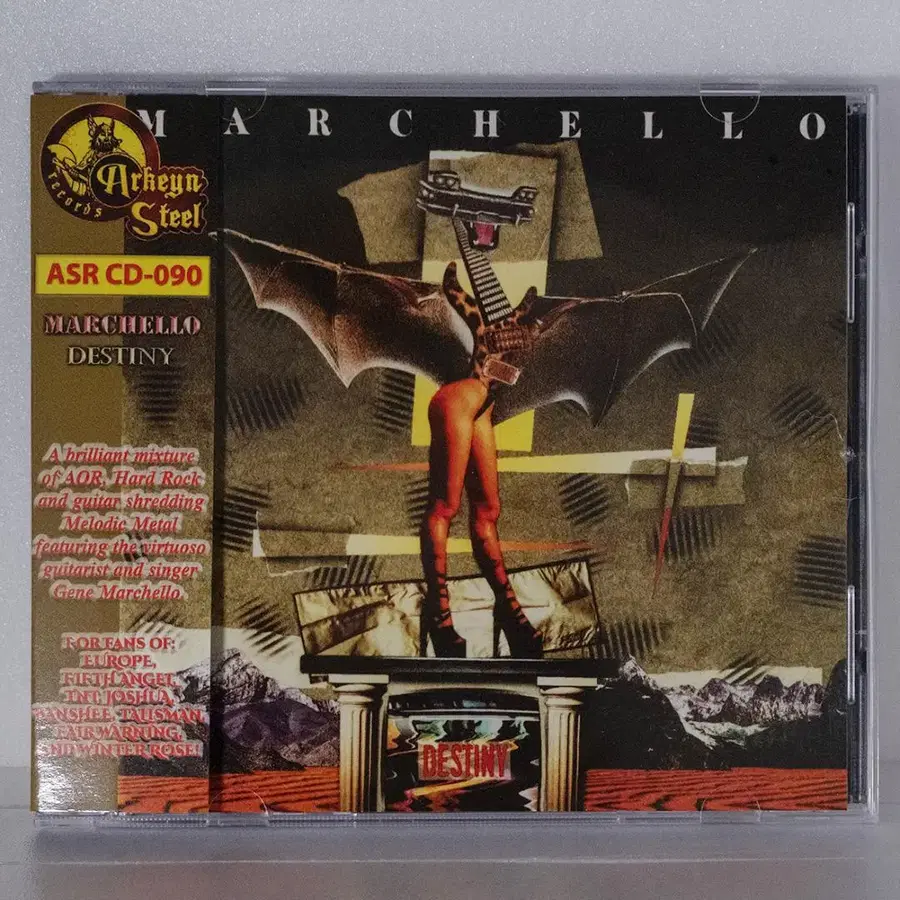 MARCHELLO
Arkeyn
Steel
records
ASR CD-090
MARCHELLO
DESTINY
A brilliant mixture
of AOR, Hard Rock
and guitar shredding
Melodic Metal
featuring the virtuoso
guitarist and singer
Gene Marchello.
FOR FANS OF:
EUROPE,
FIFTH ANGEL,
ENT, JOSHUA,
BANSHEE, TALISMAN,
FAIR WARNING,
AND WINTER ROSE!
DESTINY